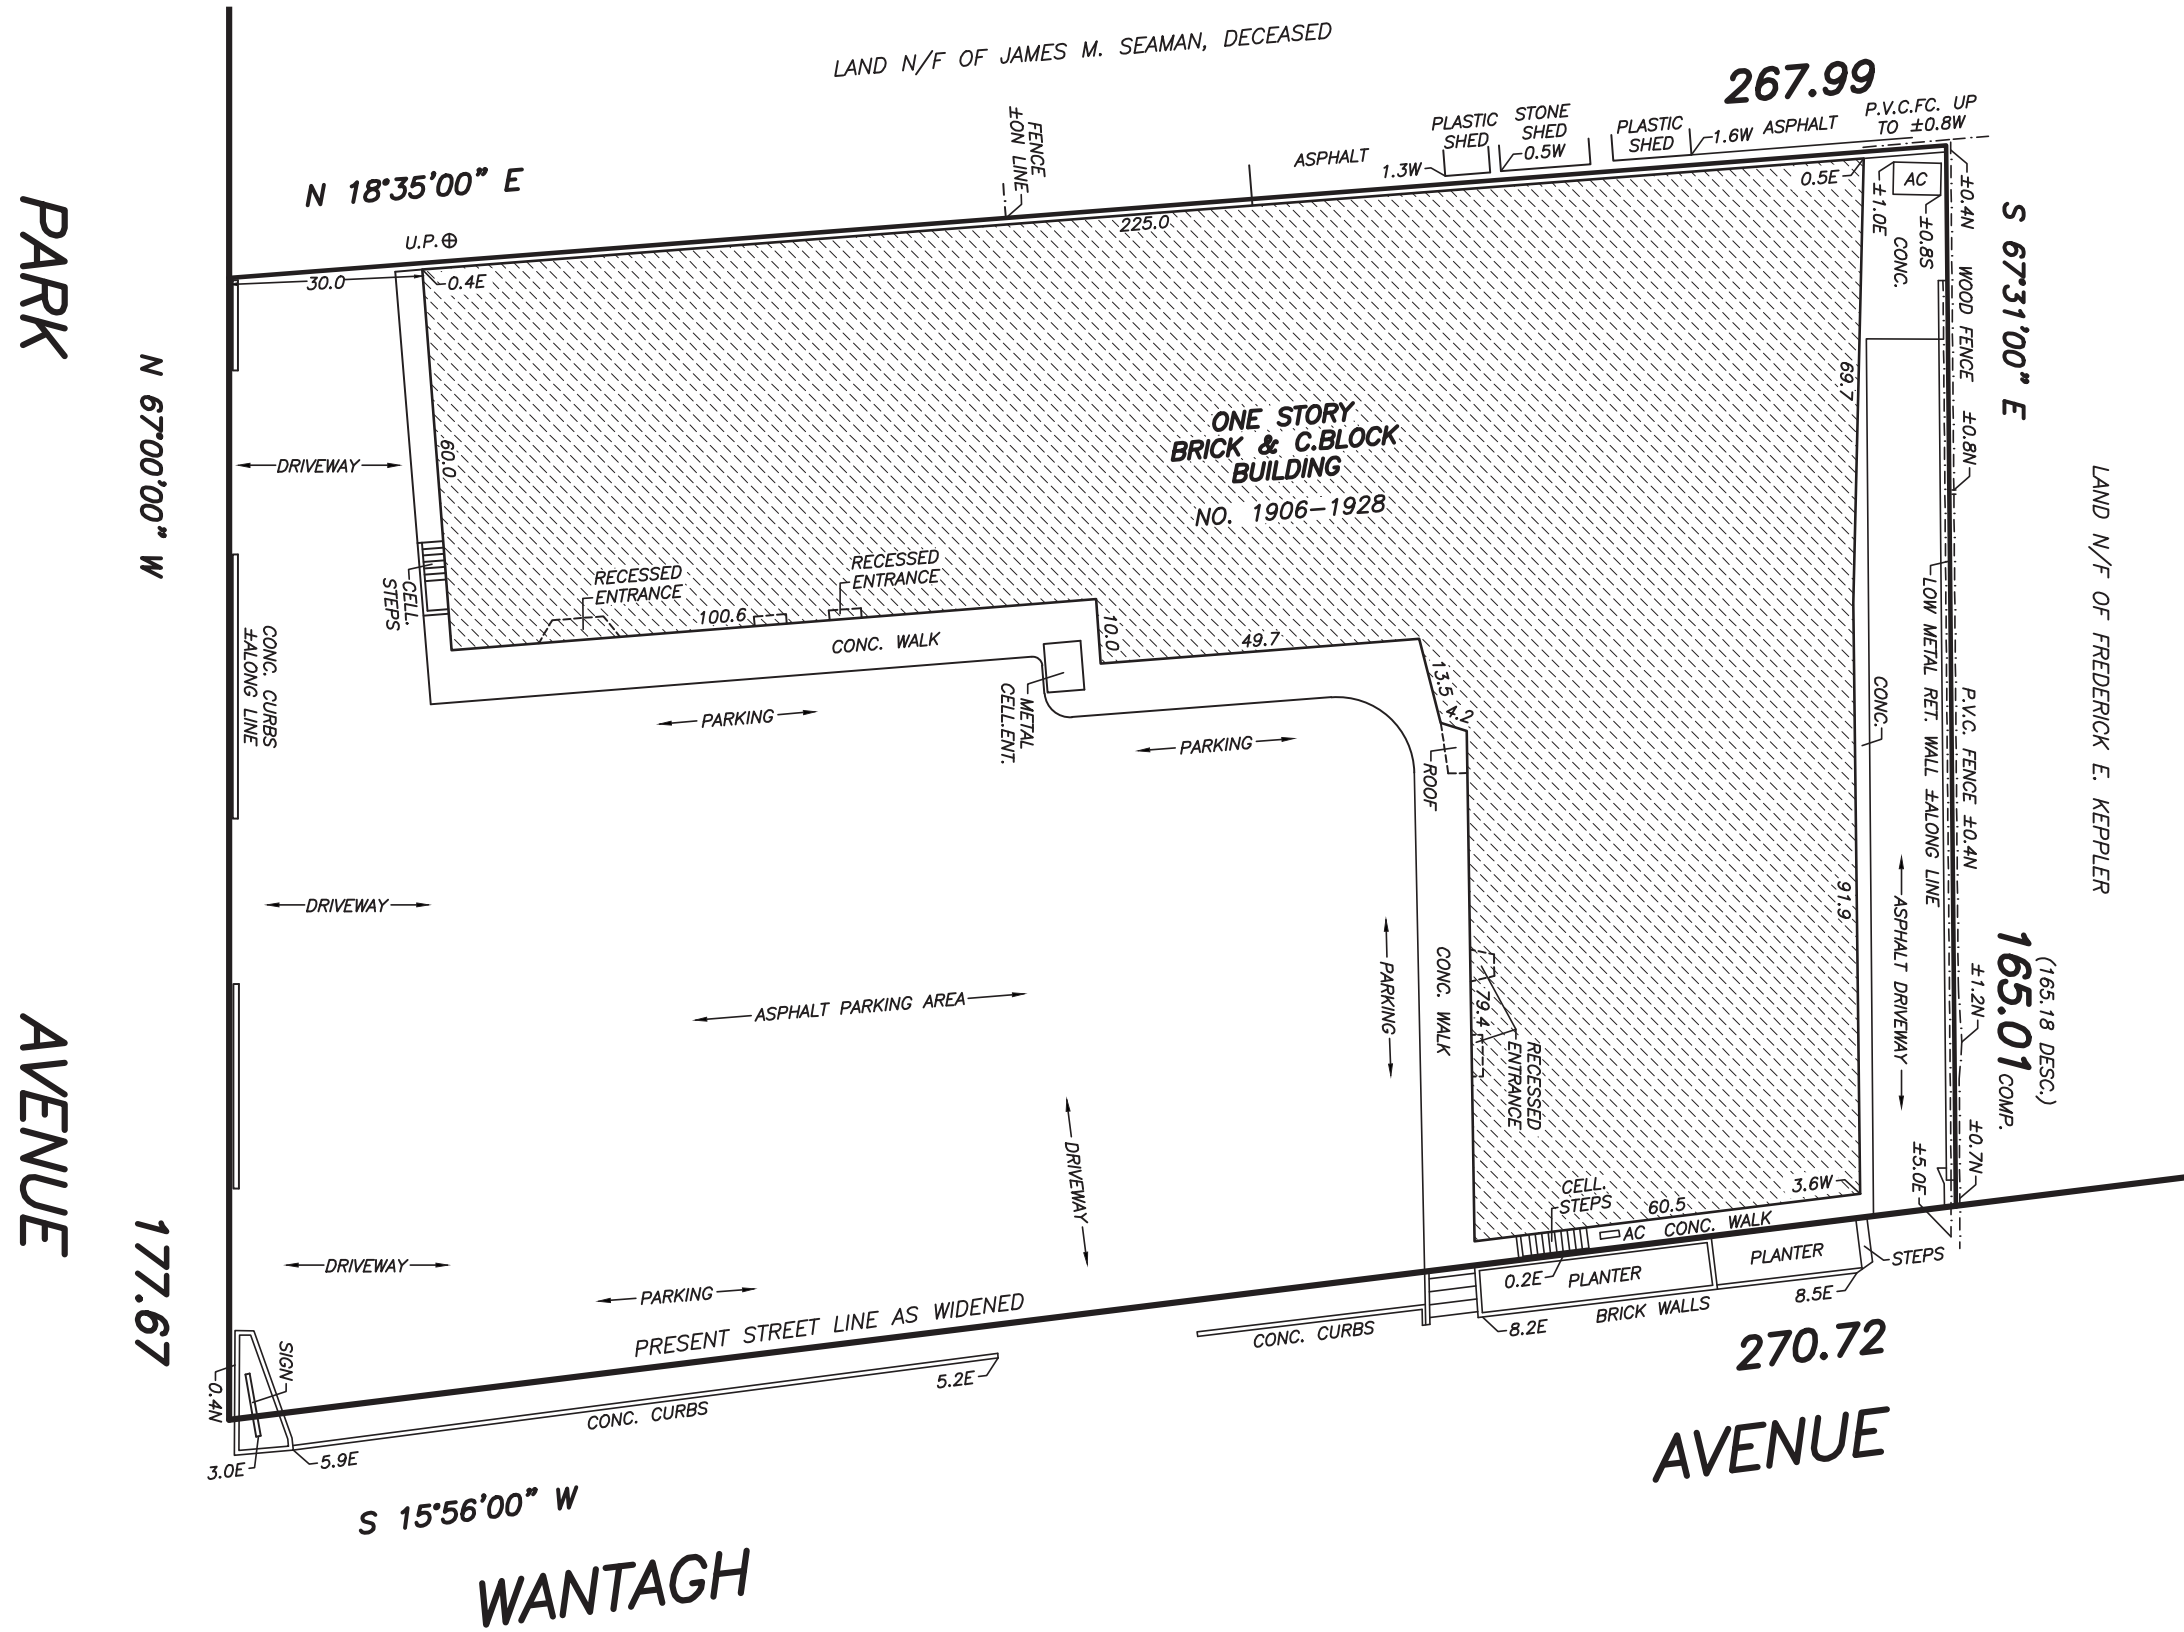 LAND N/F OF JAMES M. SEAMAN, DECEASED
267.99
N 18°35'00" E
U.P.
FENCE
±ON LINE
ASPHALT
1.3W
PLASTIC
SHED
STONE
SHED
0.5W
PLASTIC
SHED
1.6W
ASPHALT
P.V.C.FC. UP
TO ±0.8W
30.0
0.4E
225.0
0.5E
±1.0E
AC
±0.8S
CONC.
±0.4N
WOOD FENCE
±0.8N
S 67°31'00" E
LAND N/F OF FREDERICK E. KEPPLER
PARK
AVENUE
N 67°00'00" W
177.67
DRIVEWAY
60.0
CELL.
STEPS
CONC. CURBS
±ALONG LINE
ONE STORY
BRICK & C.BLOCK
BUILDING
NO. 1906-1928
69.7
RECESSED
ENTRANCE
RECESSED
ENTRANCE
100.6
CONC. WALK
10.0
49.7
13.5
4.2
ROOF
METAL
CELL.ENT.
PARKING
PARKING
LOW METAL RET. WALL ±ALONG LINE
P.V.C. FENCE ±0.4N
CONC.
91.9
ASPHALT DRIVEWAY
±1.2N
165.01 COMP.
(165.18 DESC.)
±0.7N
±5.0E
DRIVEWAY
ASPHALT PARKING AREA
PARKING
CONC. WALK
79.4
RECESSED
ENTRANCE
DRIVEWAY
DRIVEWAY
PARKING
PRESENT STREET LINE AS WIDENED
CELL.
STEPS
60.5
3.6W
AC
CONC. WALK
0.2E
PLANTER
PLANTER
STEPS
8.5E
BRICK WALLS
8.2E
CONC. CURBS
270.72
SIGN
0.4N
3.0E
5.9E
CONC. CURBS
5.2E
S 15°56'00" W
WANTAGH
AVENUE